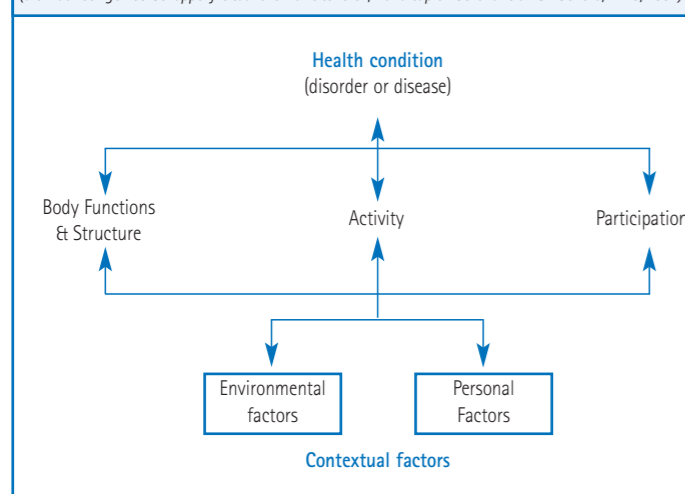 Health condition
(disorder or disease)
Body Functions
& Structure
Activity
Participation
Environmental
factors
Personal
Factors
Contextual factors